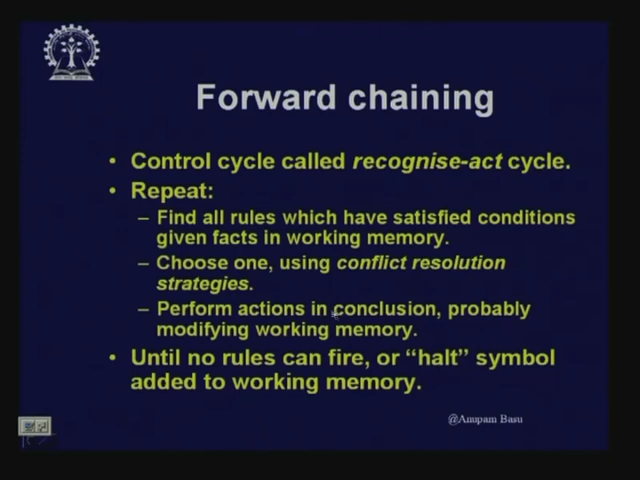 Forward chaining
• Control cycle called recognise-act cycle.
• Repeat:
– Find all rules which have satisfied conditions
given facts in working memory.
– Choose one, using conflict resolution
strategies.
– Perform actions in conclusion, probably
modifying working memory.
• Until no rules can fire, or “halt” symbol
added to working memory.
@Anupam Basu